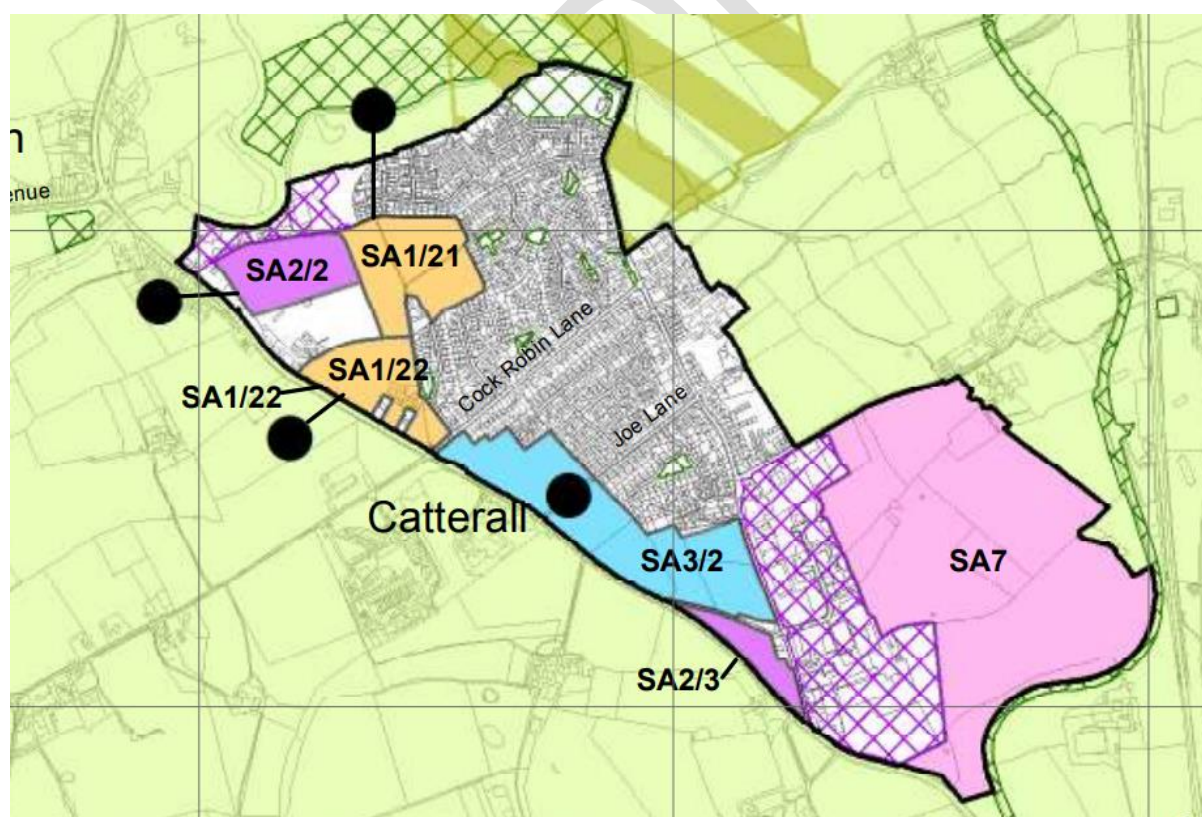 n
enue
SA2/2
SA1/21
SA1/22
SA1/22
Cock Robin Lane
Joe Lane
Catterall
SA3/2
SA7
SA2/3